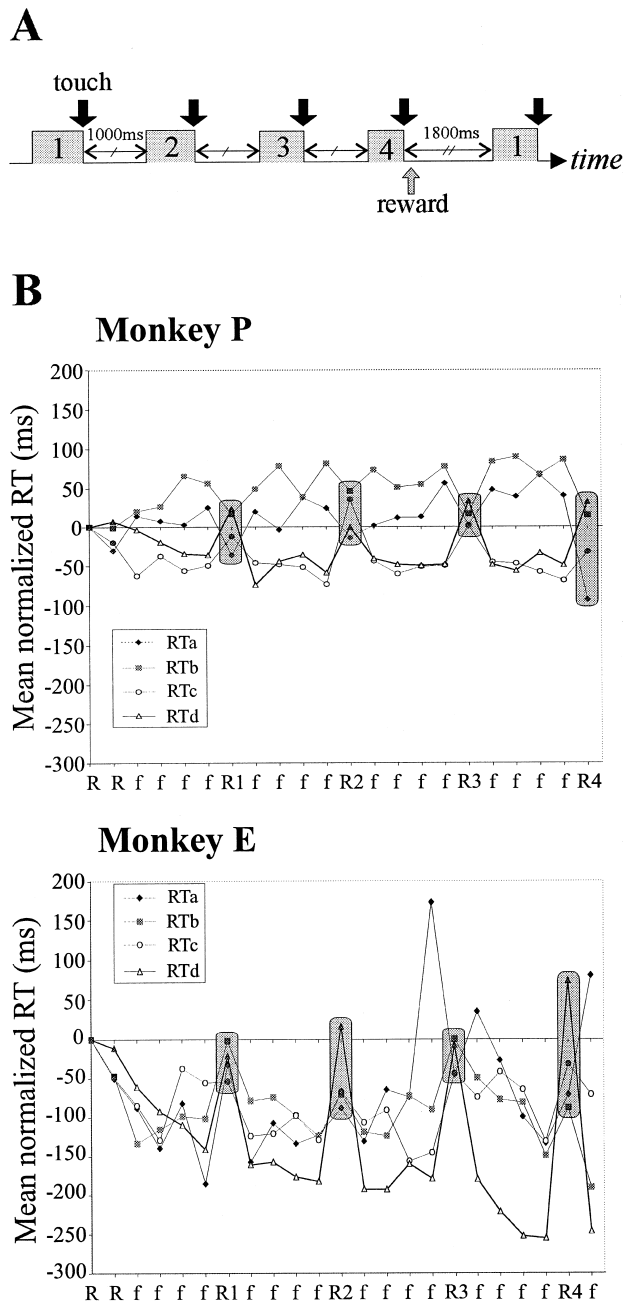 A
touch
1 1000ms 2 3 4 1800ms 1 time
reward
B
Monkey P
Mean normalized RT (ms)
200
150
100
50
0
-50
-100
-150
-200
-250
-300
RTa
RTb
RTc
RTd
R R f f f f R1 f f f f R2 f f f f R3 f f f f R4
Monkey E
Mean normalized RT (ms)
200
150
100
50
0
-50
-100
-150
-200
-250
-300
RTa
RTb
RTc
RTd
R f f f f f R1 f f f f R2 f f f f R3 f f f f R4 f